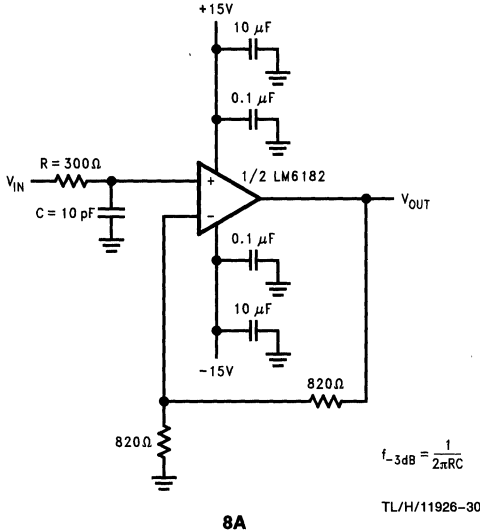 +15V
10 µF
0.1 µF
R = 300Ω
1/2 LM6182
+
V_IN
V_OUT
C = 10 pF
−
0.1 µF
10 µF
−15V
820Ω
820Ω
f_−3dB = 1/(2πRC)
TL/H/11926–30
8A